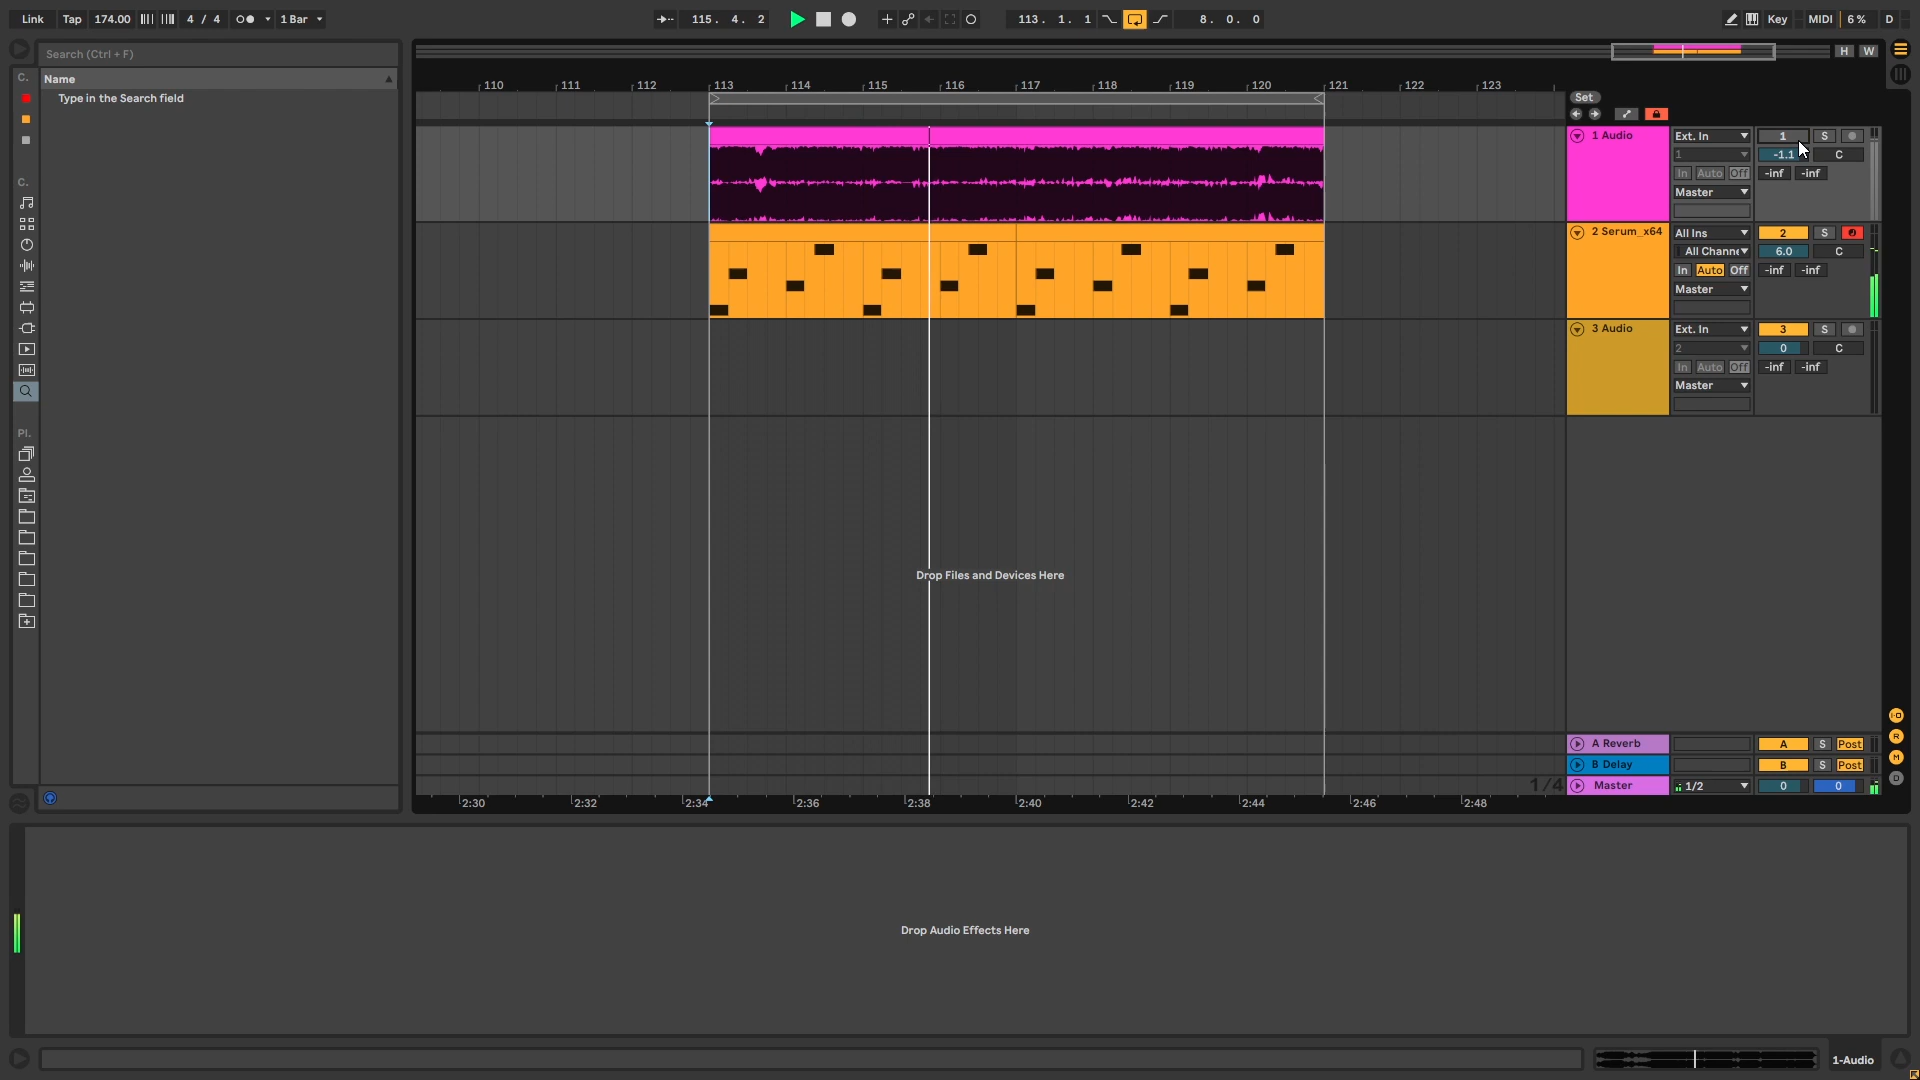 Link Tap 174.00 4 / 4 1 Bar 115. 4. 2 113. 1. 1 8. 0. 0 Key MIDI 6 % D
Search (Ctrl + F)
H W
C.
Name
Type in the Search field
110 111 112 113 114 115 116 117 118 119 120 121 122 123
Set
1 Audio Ext. In 1 S
1 -1.1 C
In Auto Off -inf -inf
Master
C.
2 Serum_x64 All Ins 2 S
All Channe 6.0 C
In Auto Off -inf -inf
Master
3 Audio Ext. In 3 S
2 0 C
In Auto Off -inf -inf
Master
Pl.
Drop Files and Devices Here
I·O
R
M
D
A Reverb A S Post
B Delay B S Post
1/4 Master 1/2 0 0
2:30 2:32 2:34 2:36 2:38 2:40 2:42 2:44 2:46 2:48
Drop Audio Effects Here
1-Audio